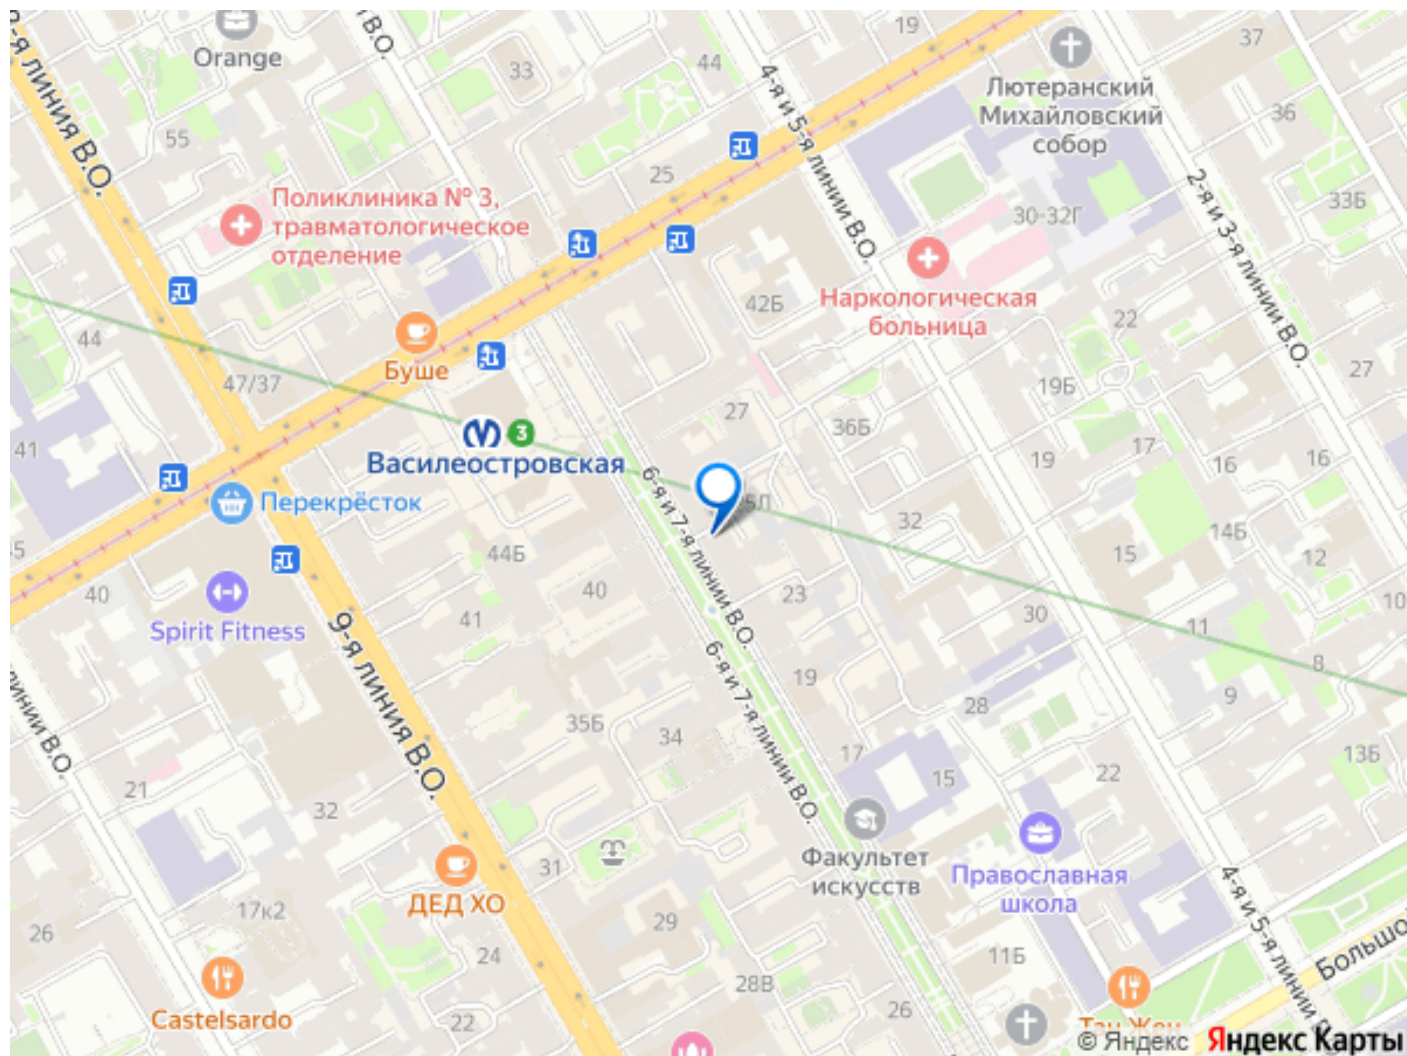 19
37
Orange
В.О.
44
Лютеранский
Михайловский
собор
33
36
4-я и 5-я линии В.О.
55
линия В.О.
25
2-я и 3-я линии В.О.
33Б
Поликлиника № 3,
травматологическое
отделение
30-32Г
Наркологическая
больница
42Б
22
44
Буше
47/37
19Б
27
27
36Б
41
3
Василеостровская
17
19
16
16
Перекрёсток
6-я и 7-я линии В.О.
32
14Б
44Б
15
12
40
40
23
41
30
10
Spirit Fitness
9-я линия В.О.
11
8
6-я и 7-я линии В.О.
19
28
9
35Б
34
17
15
22
13Б
линии В.О.
21
32
31
Факультет
искусств
Православная
школа
4-я и 5-я линии
ДЕД ХО
17к2
29
26
24
11Б
Большо
28В
26
Castelsardo
22
© Яндекс
Яндекс Карты